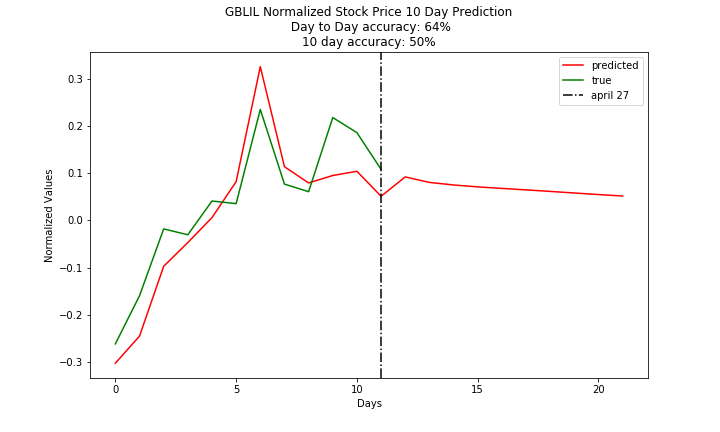 GBLIL Normalized Stock Price 10 Day Prediction
Day to Day accuracy: 64%
10 day accuracy: 50%
predicted
true
april 27
Normalized Values
0.3
0.2
0.1
0.0
−0.1
−0.2
−0.3
0
5
10
15
20
Days